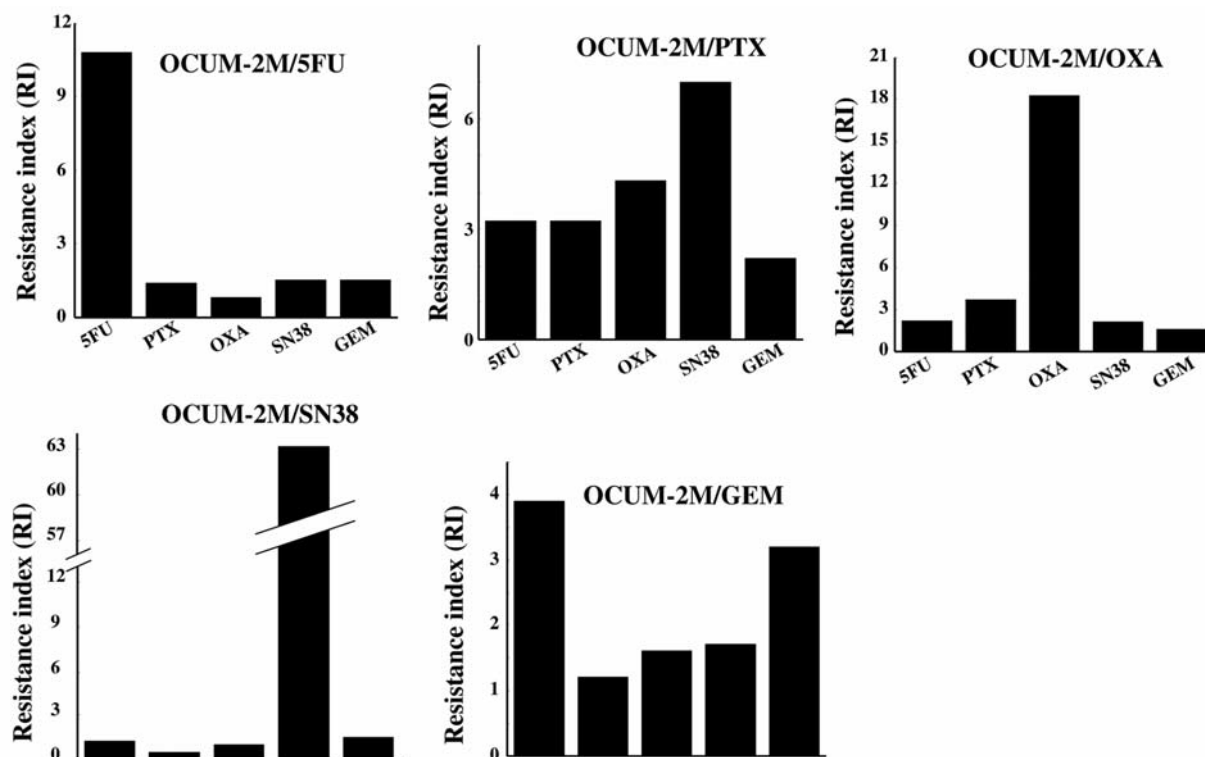 OCUM-2M/5FU
Resistance index (RI)
12
9
6
3
0
5FU PTX OXA SN38 GEM
OCUM-2M/PTX
Resistance index (RI)
6
3
0
5FU PTX OXA SN38 GEM
OCUM-2M/OXA
Resistance index (RI)
21
18
15
12
9
6
3
0
5FU PTX OXA SN38 GEM
OCUM-2M/SN38
Resistance index (RI)
63
60
57
12
9
6
3
0
OCUM-2M/GEM
Resistance index (RI)
4
3
2
1
0